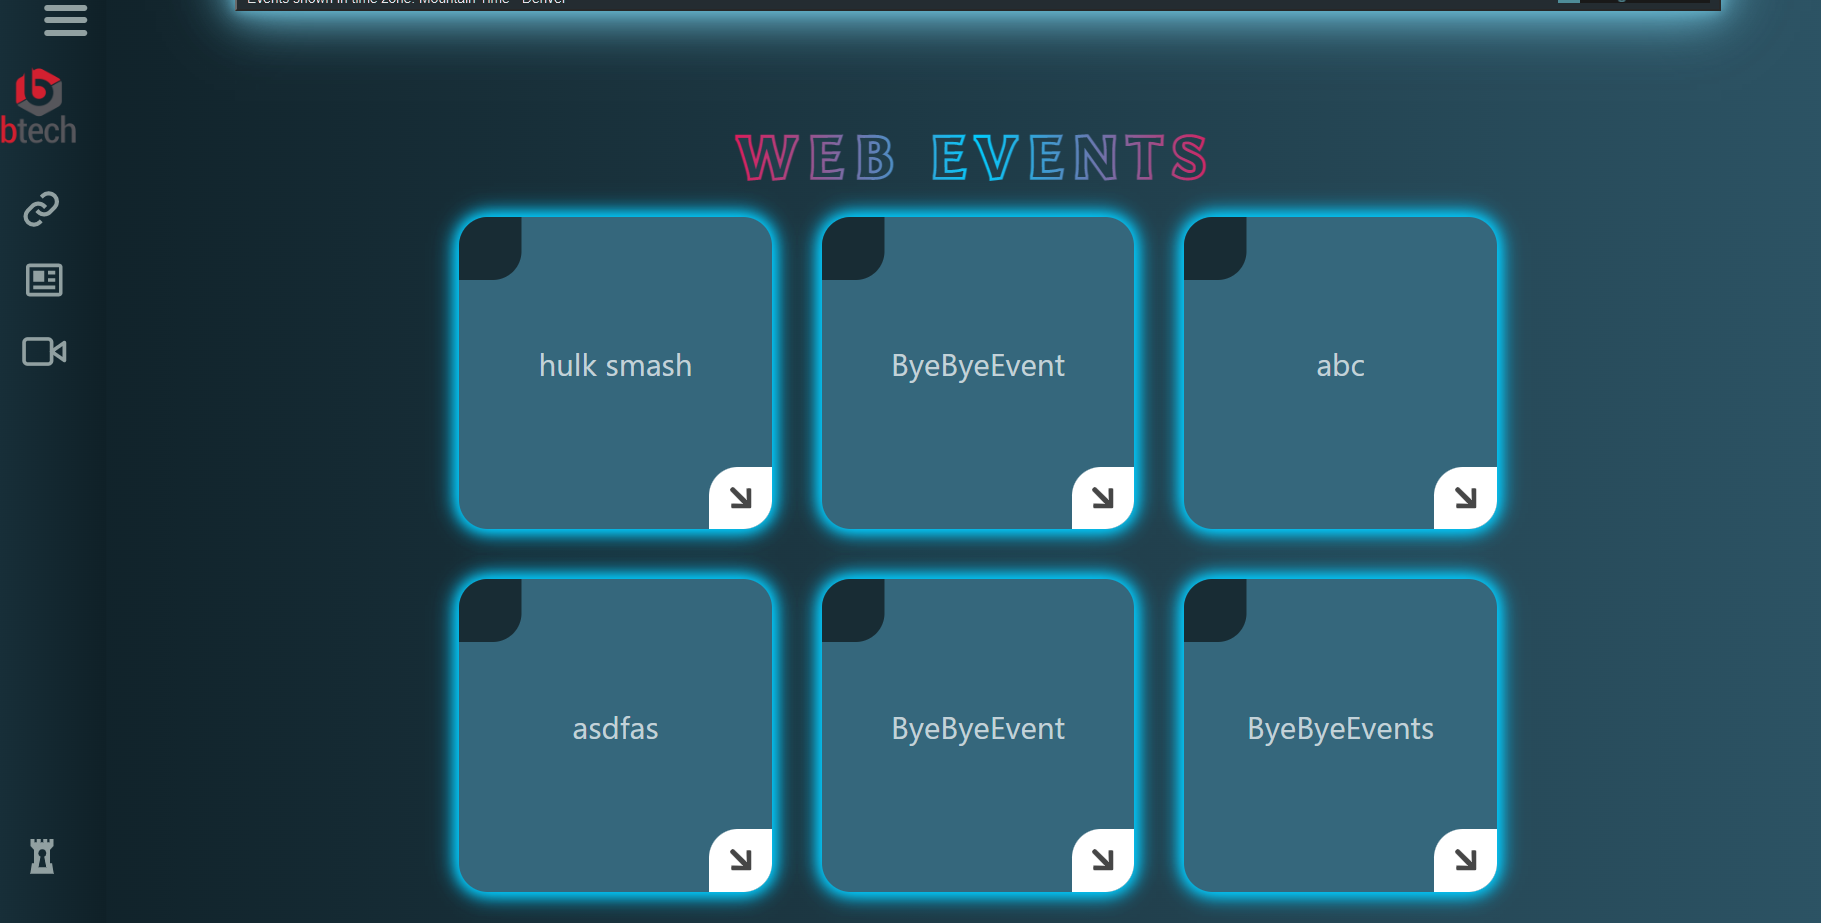 Events shown in time zone: Mountain Time - Denver
btech
WEB EVENTS
hulk smash
ByeByeEvent
abc
asdfas
ByeByeEvent
ByeByeEvents